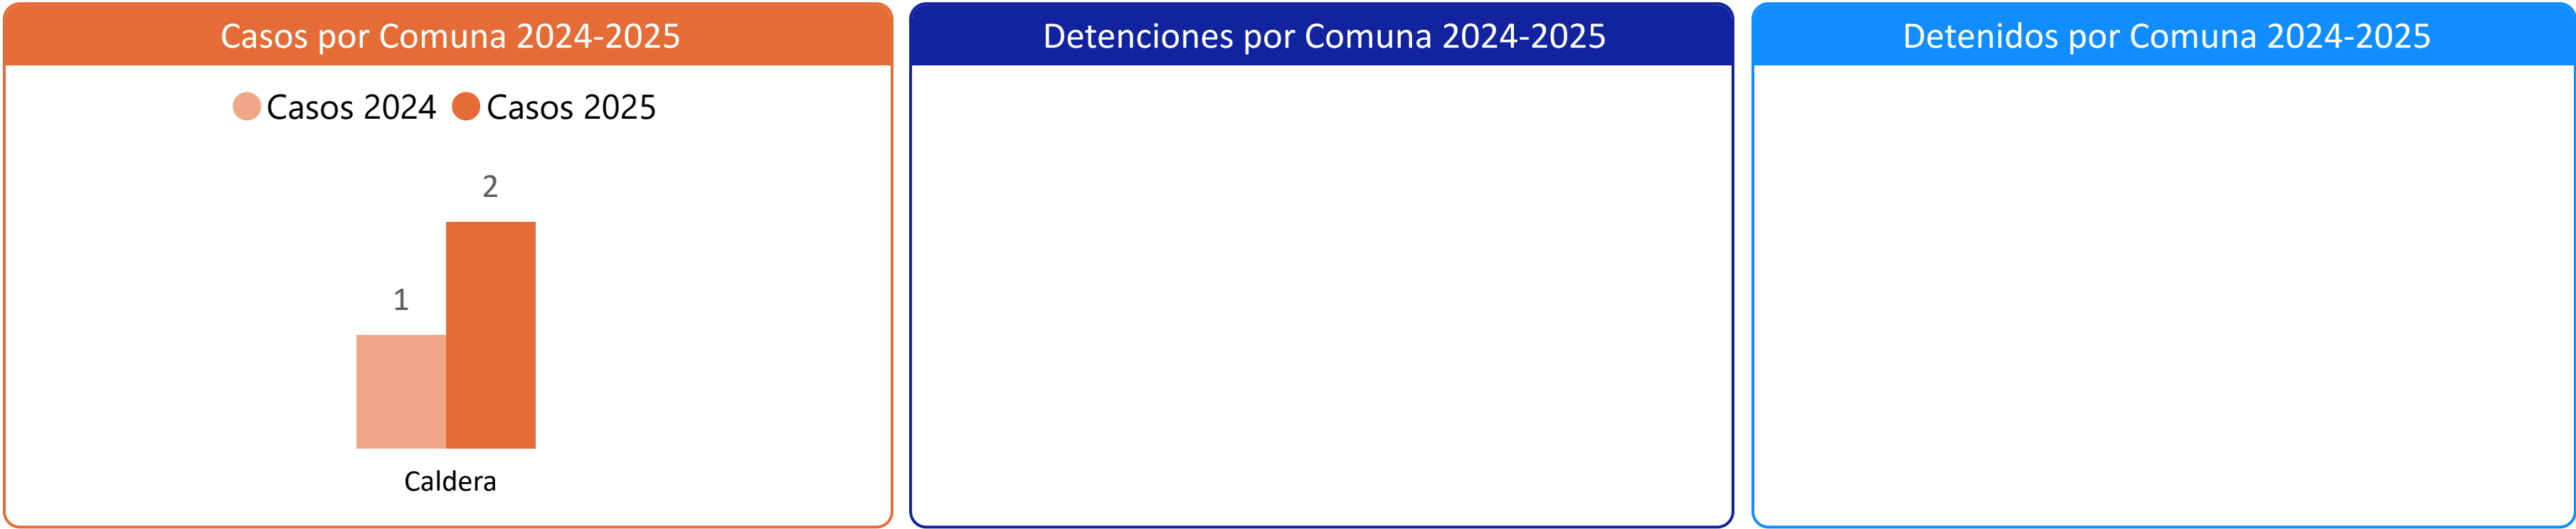 Casos por Comuna 2024-2025
Casos 2024 Casos 2025
2
1
Caldera
Detenciones por Comuna 2024-2025
Detenidos por Comuna 2024-2025